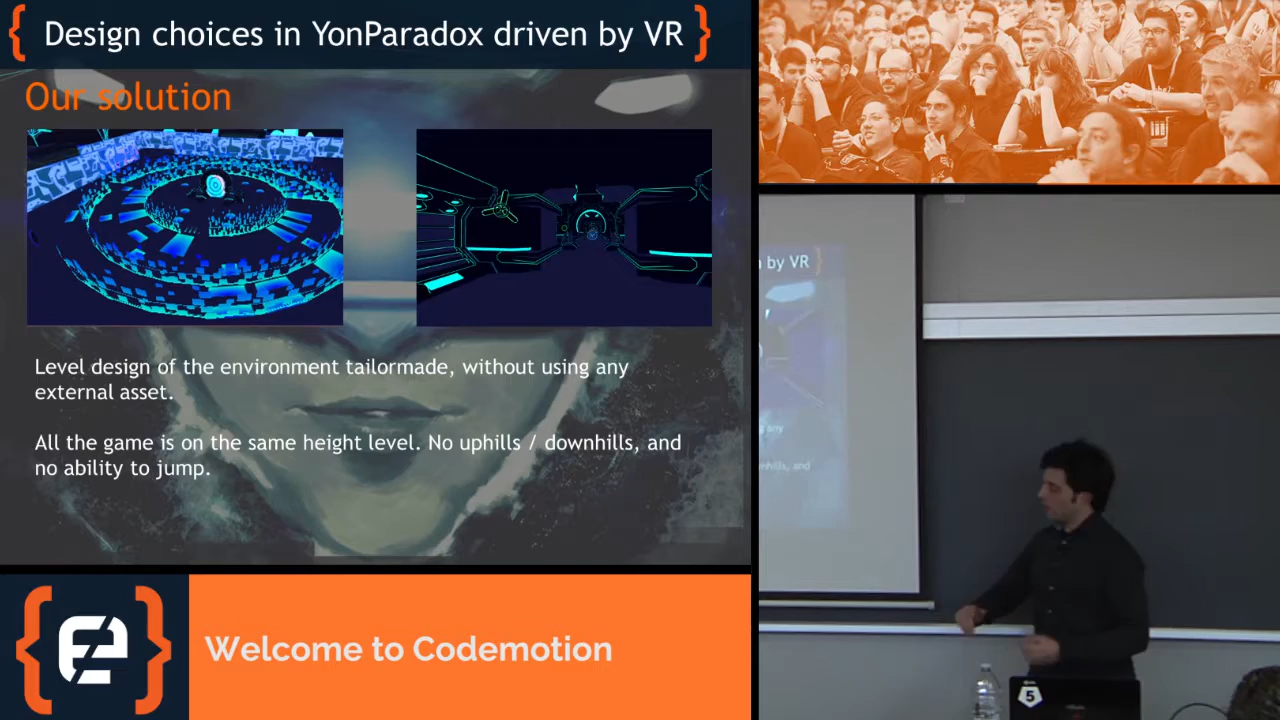 { Design choices in YonParadox driven by VR }
Our solution
Level design of the environment tailormade, without using any
external asset.
All the game is on the same height level. No uphills / downhills, and
no ability to jump.
Welcome to Codemotion
by VR }
any
nhills, and
5